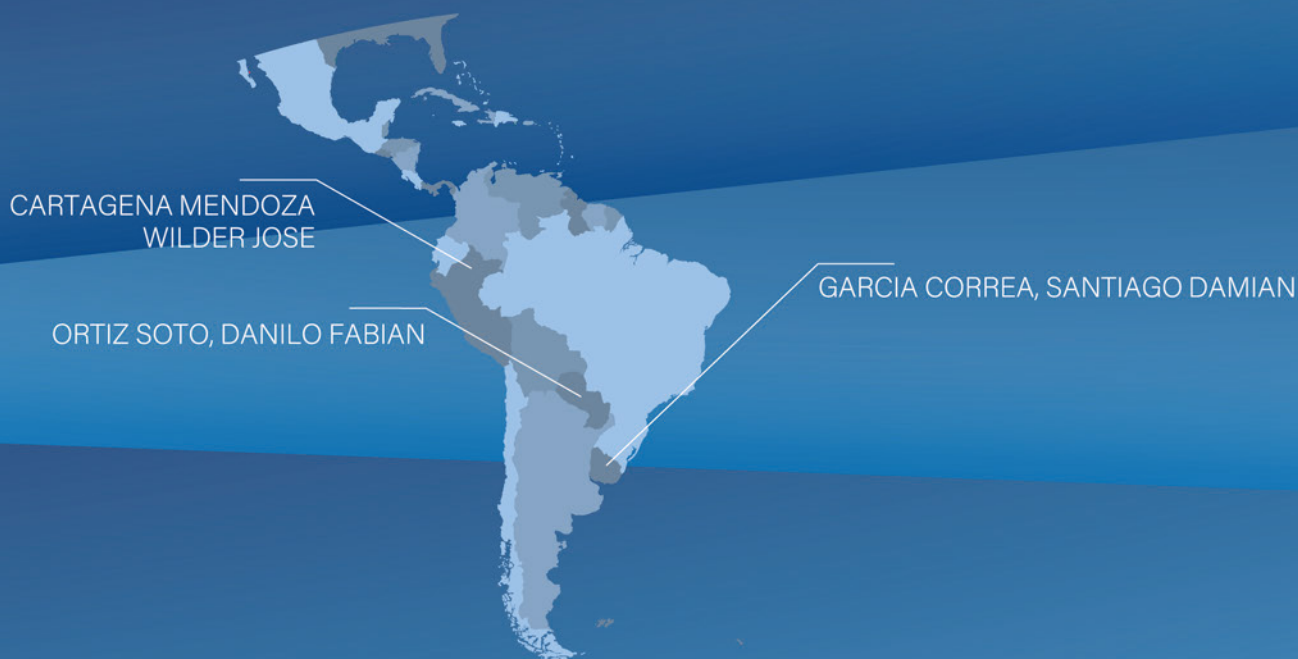 CARTAGENA MENDOZA
WILDER JOSE
ORTIZ SOTO, DANILO FABIAN
GARCIA CORREA, SANTIAGO DAMIAN